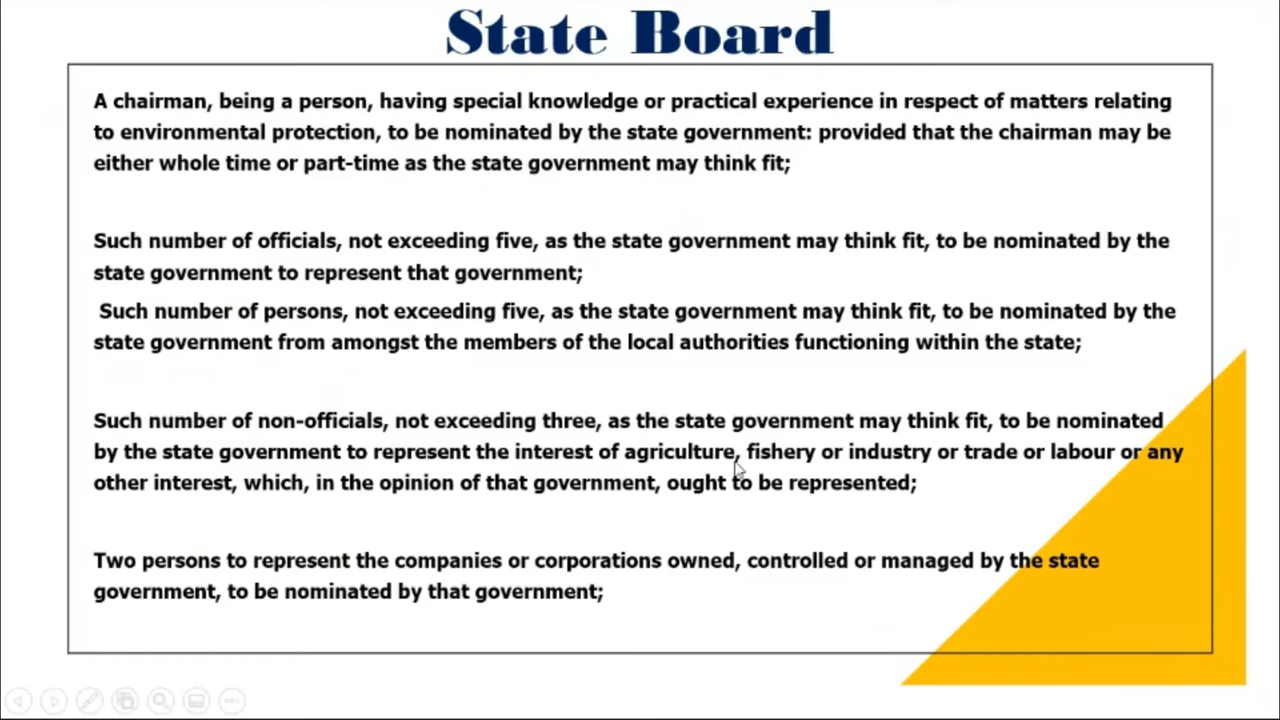 State Board
A chairman, being a person, having special knowledge or practical experience in respect of matters relating
to environmental protection, to be nominated by the state government: provided that the chairman may be
either whole time or part-time as the state government may think fit;
Such number of officials, not exceeding five, as the state government may think fit, to be nominated by the
state government to represent that government;
Such number of persons, not exceeding five, as the state government may think fit, to be nominated by the
state government from amongst the members of the local authorities functioning within the state;
Such number of non-officials, not exceeding three, as the state government may think fit, to be nominated
by the state government to represent the interest of agriculture, fishery or industry or trade or labour or any
other interest, which, in the opinion of that government, ought to be represented;
Two persons to represent the companies or corporations owned, controlled or managed by the state
government, to be nominated by that government;